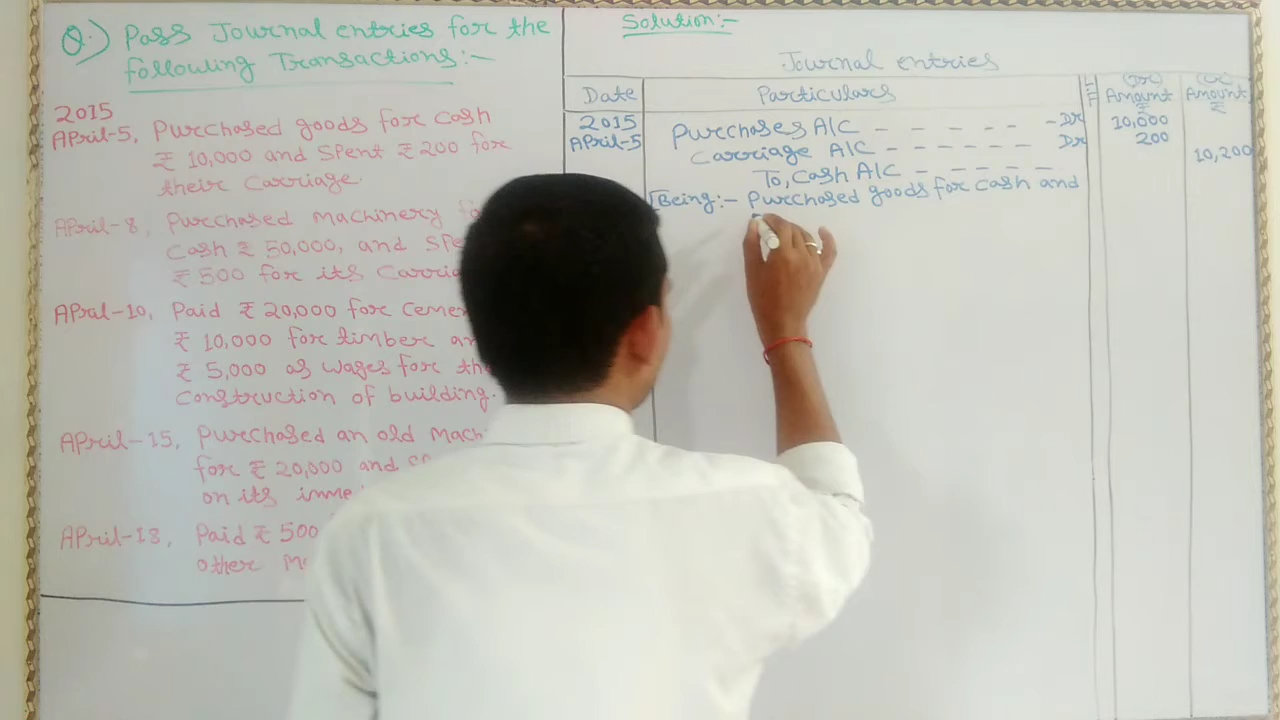 Q.) Pass Journal entries for the
following Transactions:-
2015
April-5, Purchased goods for cash
₹ 10,000 and spent ₹ 200 for
their carriage.
April-8, Purchased machinery
cash ₹ 50,000, and
₹ 500 for its
April-10, Paid ₹ 20,000 for
₹ 10,000 for timber
₹ 5,000 as wages for
construction of building.
April-15, Purchased an old
for ₹ 20,000 and
on its
April-18, Paid ₹ 500
other
Solution:-
Journal entries
Date Particulars L.F. (Dr) Amount ₹ (Cr) Amount ₹
2015 Purchases A/C - - - - - - Dr 10,000
April-5 Carriage A/C - - - - - - Dr 200
To, Cash A/C - - - - - 10,200
[Being:- Purchased goods for cash and